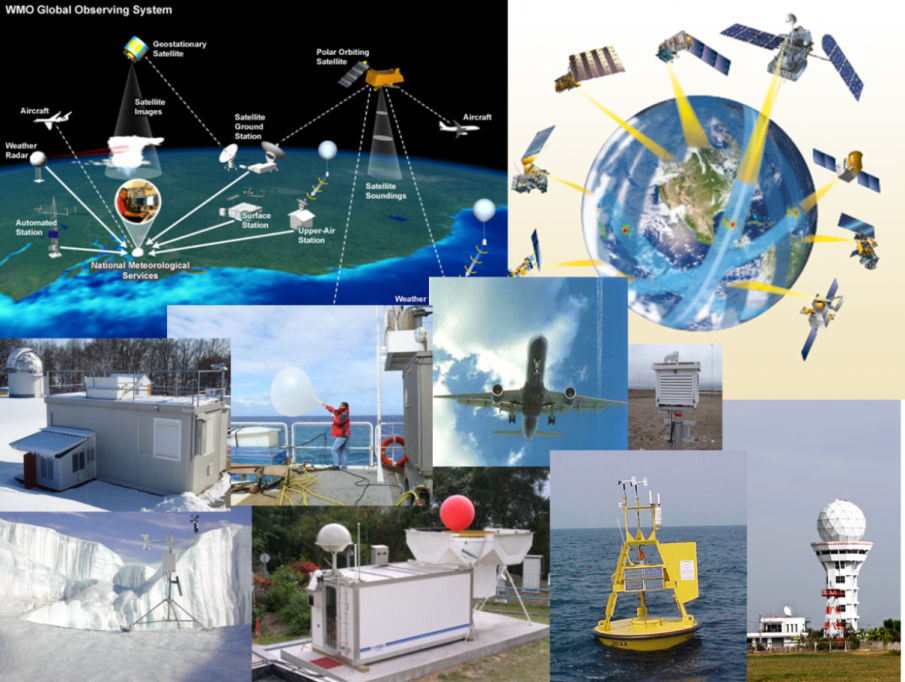 WMO Global Observing System
Geostationary
Satellite
Polar Orbiting
Satellite
Aircraft
Satellite
Images
Satellite
Ground
Station
Aircraft
Weather
Radar
Satellite
Soundings
Automated
Station
Surface
Station
Upper-Air
Station
National Meteorological
Services
Weather